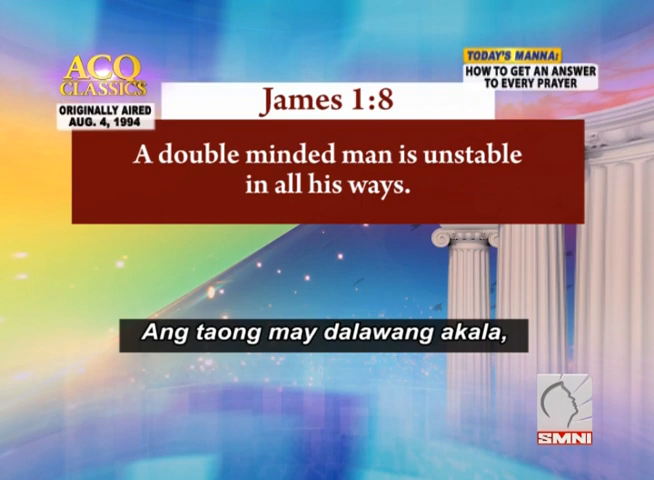 ACQ
CLASSICS
ORIGINALLY AIRED
AUG. 4, 1994
TODAY'S MANNA:
HOW TO GET AN ANSWER
TO EVERY PRAYER
James 1:8
A double minded man is unstable
in all his ways.
Ang taong may dalawang akala,
SMNI